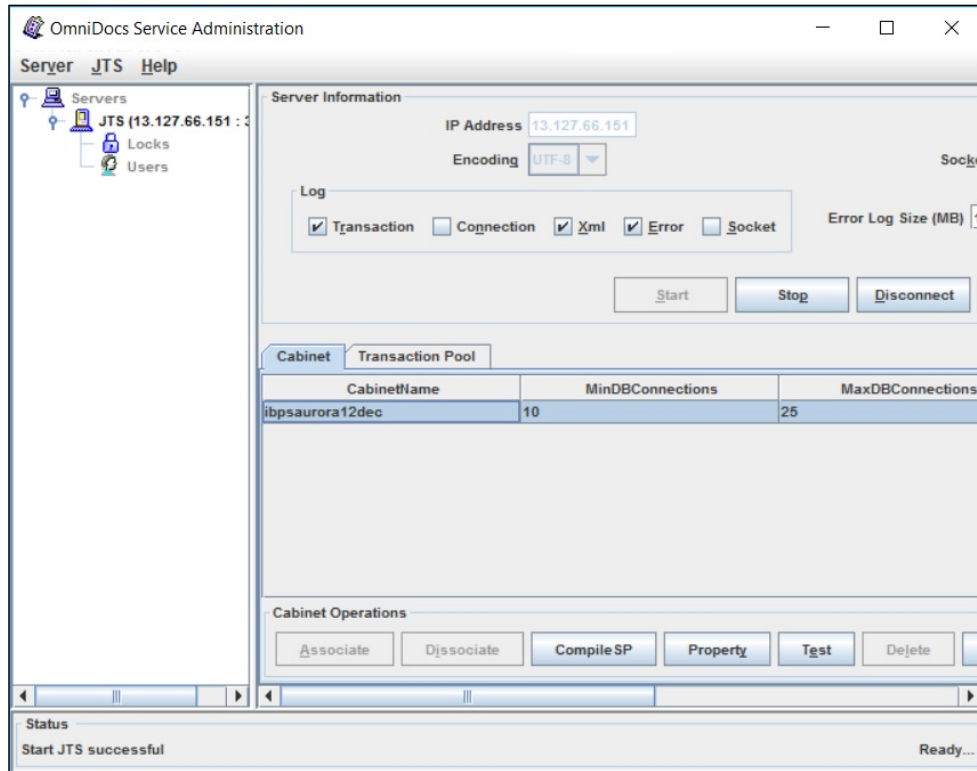 OmniDocs Service Administration
Server JTS Help
Servers
JTS (13.127.66.151 :
Locks
Users
Server Information
IP Address 13.127.66.151
Encoding UTF-8
Log
Transaction Connection Xml Error Socket
Error Log Size (MB)
Start Stop Disconnect
Cabinet Transaction Pool
CabinetName MinDBConnections MaxDBConnections
ibpsaurora12dec 10 25
Cabinet Operations
Associate Dissociate CompileSP Property Test Delete
Status
Start JTS successful Ready...